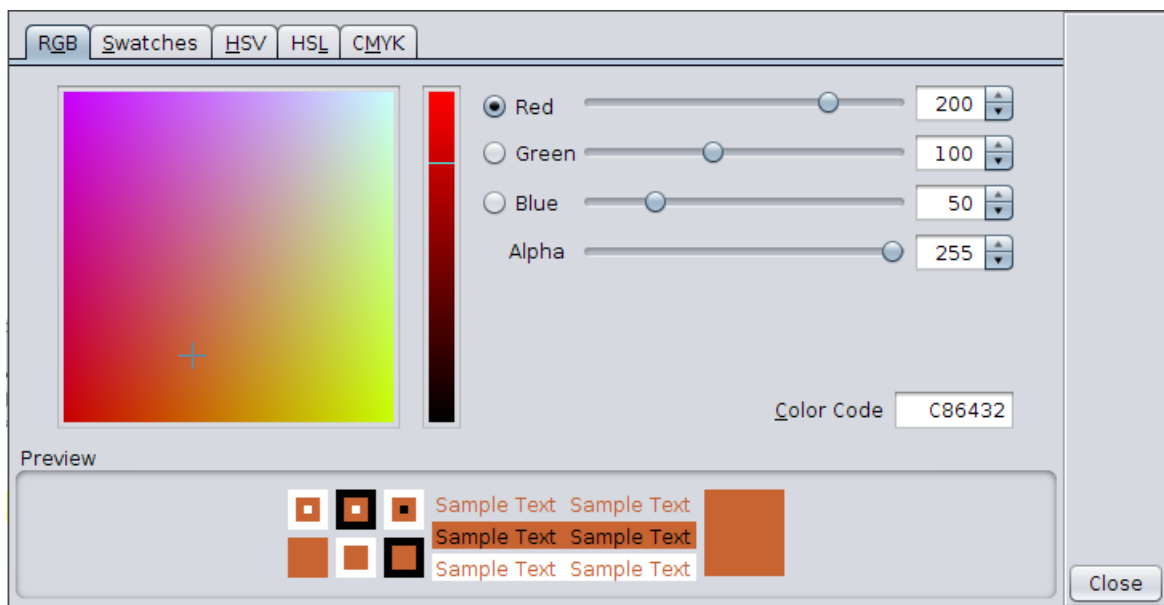 RGB Swatches HSV HSL CMYK
Red 200
Green 100
Blue 50
Alpha 255
Color Code C86432
Preview
Sample Text Sample Text
Sample Text Sample Text
Sample Text Sample Text
Close